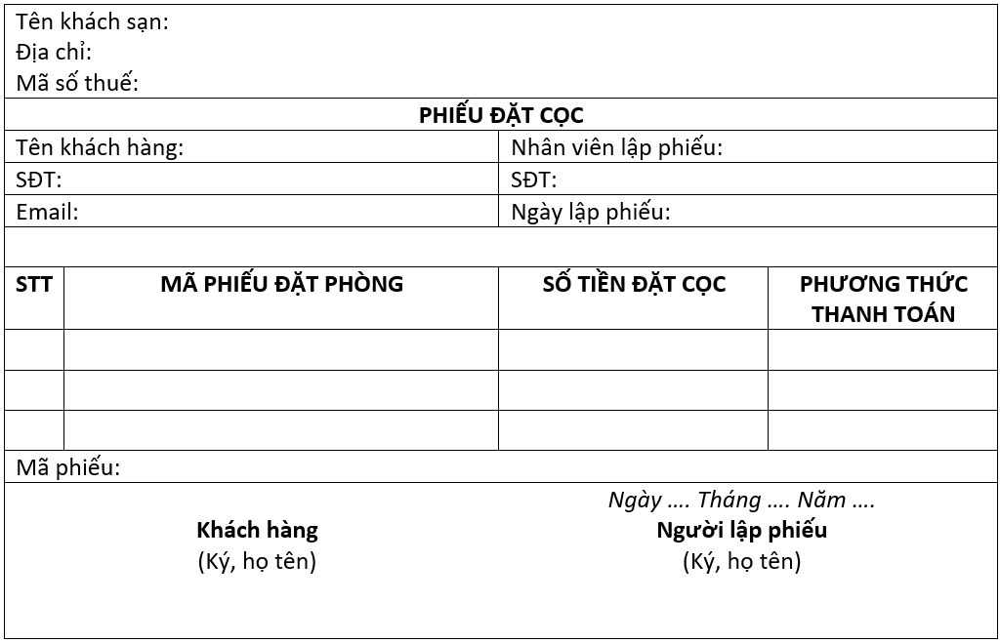 Tên khách sạn:
Địa chỉ:
Mã số thuế:
PHIẾU ĐẶT CỌC
Tên khách hàng:
Nhân viên lập phiếu:
SĐT:
SĐT:
Email:
Ngày lập phiếu:
STT
MÃ PHIẾU ĐẶT PHÒNG
SỐ TIỀN ĐẶT CỌC
PHƯƠNG THỨC
THANH TOÁN
Mã phiếu:
Ngày .... Tháng .... Năm ....
Khách hàng
Người lập phiếu
(Ký, họ tên)
(Ký, họ tên)